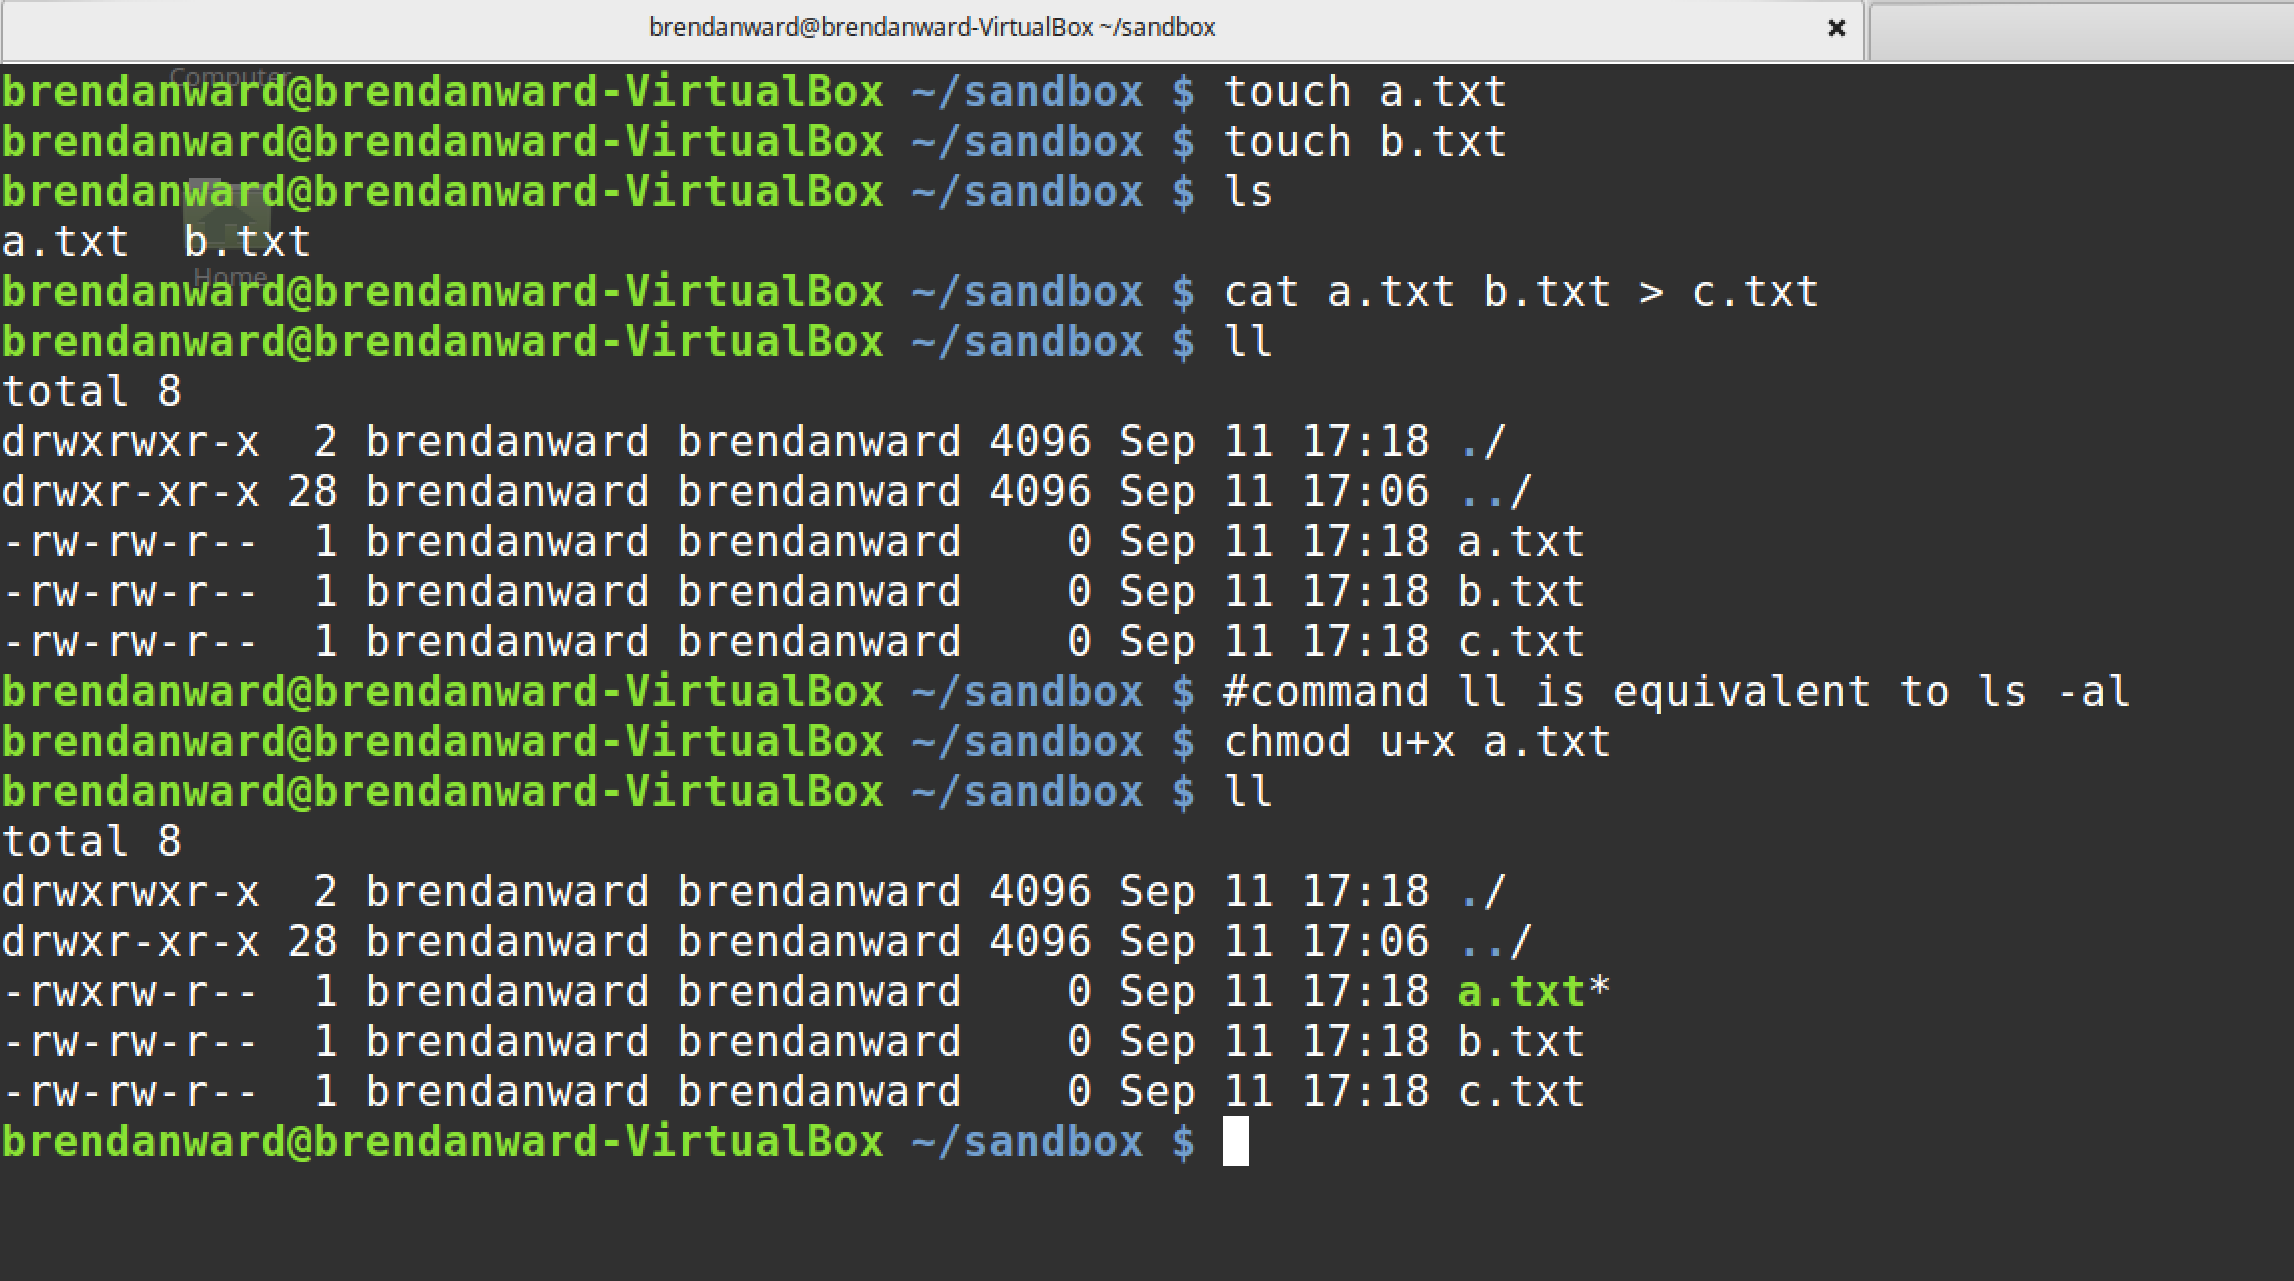 brendanward@brendanward-VirtualBox ~/sandbox
Computer
brendanward@brendanward-VirtualBox ~/sandbox $ touch a.txt
brendanward@brendanward-VirtualBox ~/sandbox $ touch b.txt
brendanward@brendanward-VirtualBox ~/sandbox $ ls
a.txt  b.txt
Home
brendanward@brendanward-VirtualBox ~/sandbox $ cat a.txt b.txt > c.txt
brendanward@brendanward-VirtualBox ~/sandbox $ ll
total 8
drwxrwxr-x  2 brendanward brendanward 4096 Sep 11 17:18 ./
drwxr-xr-x 28 brendanward brendanward 4096 Sep 11 17:06 ../
-rw-rw-r--  1 brendanward brendanward    0 Sep 11 17:18 a.txt
-rw-rw-r--  1 brendanward brendanward    0 Sep 11 17:18 b.txt
-rw-rw-r--  1 brendanward brendanward    0 Sep 11 17:18 c.txt
brendanward@brendanward-VirtualBox ~/sandbox $ #command ll is equivalent to ls -al
brendanward@brendanward-VirtualBox ~/sandbox $ chmod u+x a.txt
brendanward@brendanward-VirtualBox ~/sandbox $ ll
total 8
drwxrwxr-x  2 brendanward brendanward 4096 Sep 11 17:18 ./
drwxr-xr-x 28 brendanward brendanward 4096 Sep 11 17:06 ../
-rwxrw-r--  1 brendanward brendanward    0 Sep 11 17:18 a.txt*
-rw-rw-r--  1 brendanward brendanward    0 Sep 11 17:18 b.txt
-rw-rw-r--  1 brendanward brendanward    0 Sep 11 17:18 c.txt
brendanward@brendanward-VirtualBox ~/sandbox $